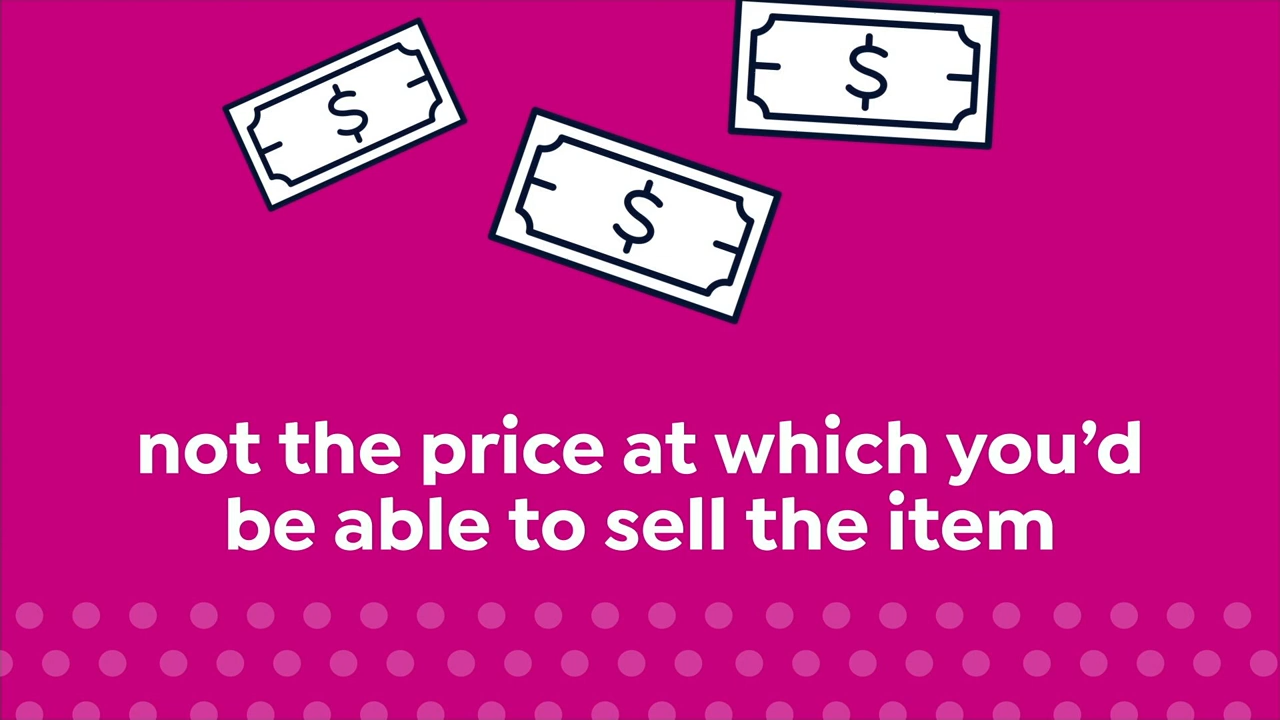 $
$
$
not the price at which you’d
be able to sell the item